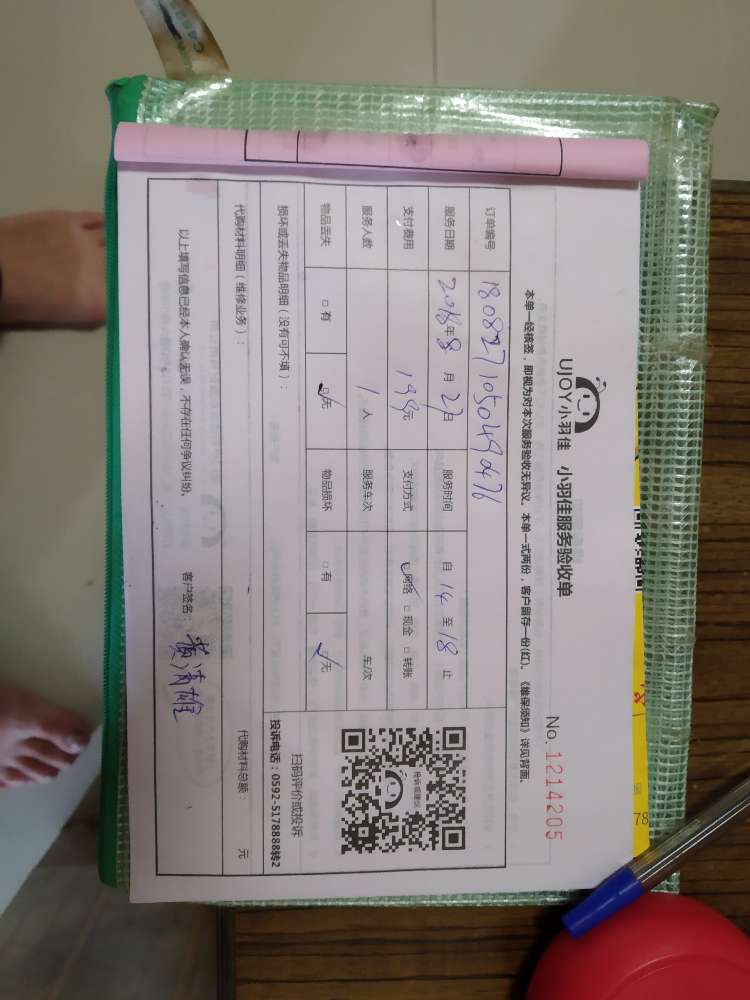 UJOY小羽佳 小羽佳服务验收单
No. 1214205
本单一经核签，即视为对本次服务验收无异议。本单一式两份，客户留存一份(红)。《维保须知》详见背面。
订单编号 180827105049476
服务日期 2018年8月27日 服务时间 自 14 至 18 止
支付费用 199元 支付方式 □网络 □现金 □转账
服务人数 1人 服务车次 车/次
物品丢失 □有 □无 物品损坏 □有 □无
扫码评价或投诉
投诉电话：0592-5178888转2
损坏或丢失物品明细（没有可不填）：
代购材料明细（维修业务）： 代购材料总额： 元
以上填写信息已经本人确认无误，不存在任何争议纠纷。 客户签名：黄清雄
78